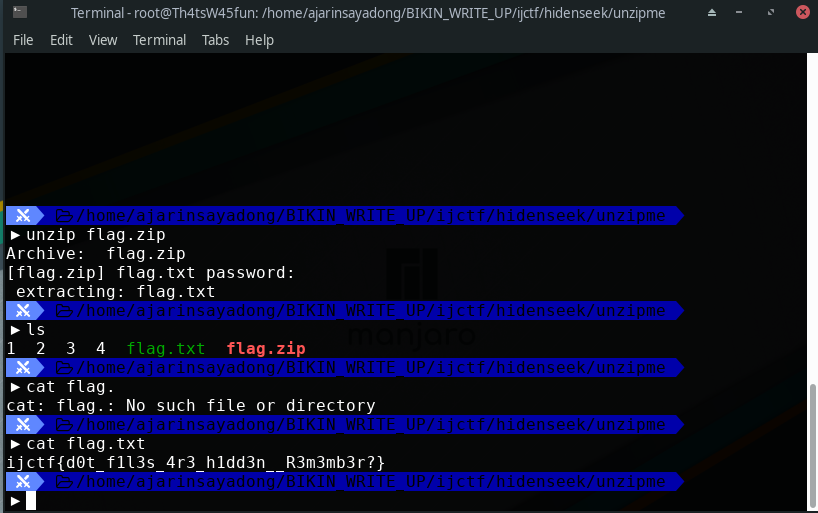 Terminal - root@Th4tsW45fun: /home/ajarinsayadong/BIKIN_WRITE_UP/ijctf/hidenseek/unzipme
File Edit View Terminal Tabs Help
/home/ajarinsayadong/BIKIN_WRITE_UP/ijctf/hidenseek/unzipme
▶ unzip flag.zip
Archive:  flag.zip
[flag.zip] flag.txt password:
 extracting: flag.txt
/home/ajarinsayadong/BIKIN_WRITE_UP/ijctf/hidenseek/unzipme
▶ ls
1  2  3  4  flag.txt  flag.zip
manjaro
/home/ajarinsayadong/BIKIN_WRITE_UP/ijctf/hidenseek/unzipme
▶ cat flag.
cat: flag.: No such file or directory
/home/ajarinsayadong/BIKIN_WRITE_UP/ijctf/hidenseek/unzipme
▶ cat flag.txt
ijctf{d0t_f1l3s_4r3_h1dd3n__R3m3mb3r?}
/home/ajarinsayadong/BIKIN_WRITE_UP/ijctf/hidenseek/unzipme
▶